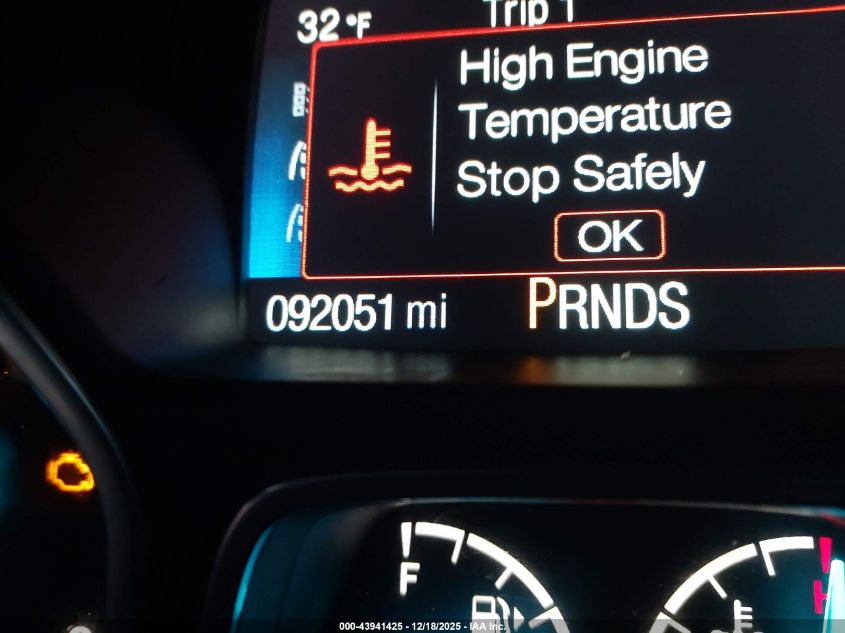 32°F
Trip 1
High Engine
Temperature
Stop Safely
OK
092051 mi
PRNDS
F
H
000-43941425 - 12/18/2025 - IAA Inc.